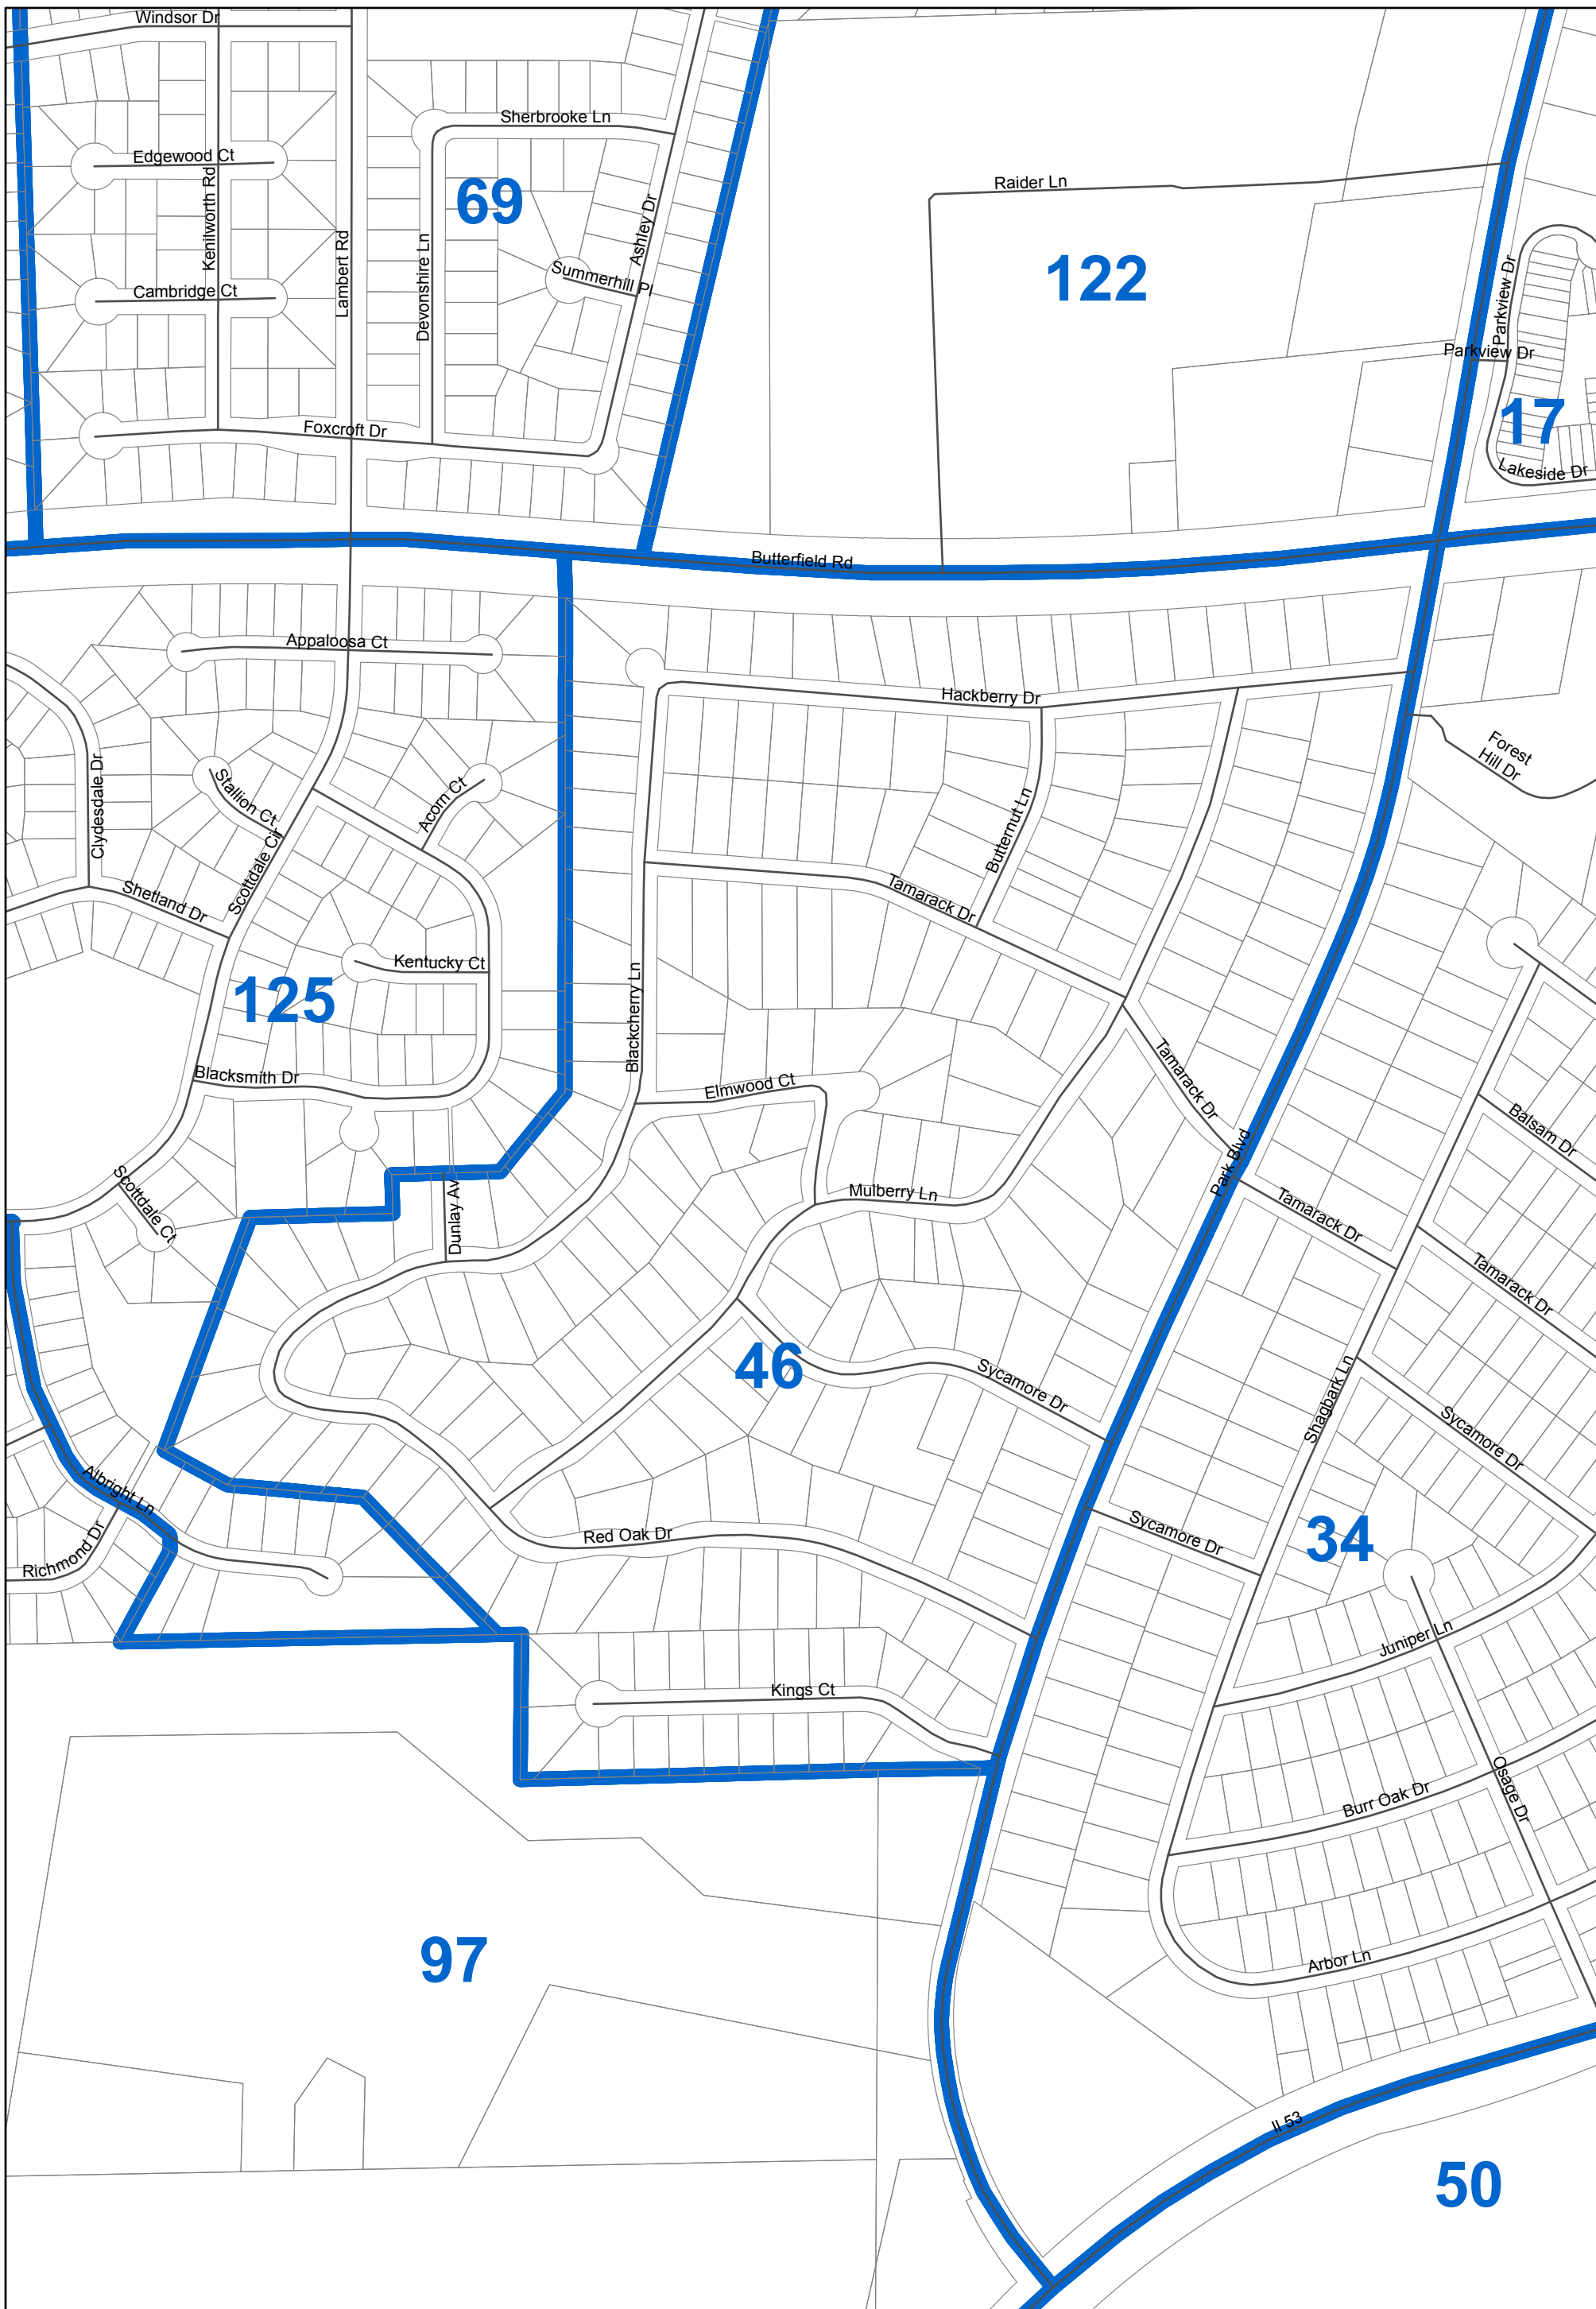 Windsor Dr
Sherbrooke Ln
Edgewood Ct
Kenilworth Rd
69
Raider Ln
Ashley Dr
Lambert Rd
Devonshire Ln
122
Summerhill Pl
Cambridge Ct
Parkview Dr
Parkview Dr
17
Foxcroft Dr
Lakeside Dr
Butterfield Rd
Appaloosa Ct
Hackberry Dr
Forest
Hill Dr
Clydesdale Dr
Stallion Ct
Acorn Ct
Butternut Ln
Scottdale Cir
Shetland Dr
Tamarack Dr
Kentucky Ct
125
Blackcherry Ln
Blacksmith Dr
Elmwood Ct
Tamarack Dr
Balsam Dr
Park Blvd
Scottdale Ct
Mulberry Ln
Dunlay Av
Tamarack Dr
Tamarack Dr
46
Sycamore Dr
Shagbark Ln
Sycamore Dr
Albright Ln
Richmond Dr
Red Oak Dr
Sycamore Dr
34
Juniper Ln
Kings Ct
Burr Oak Dr
Osage Dr
97
Arbor Ln
Il 53
50